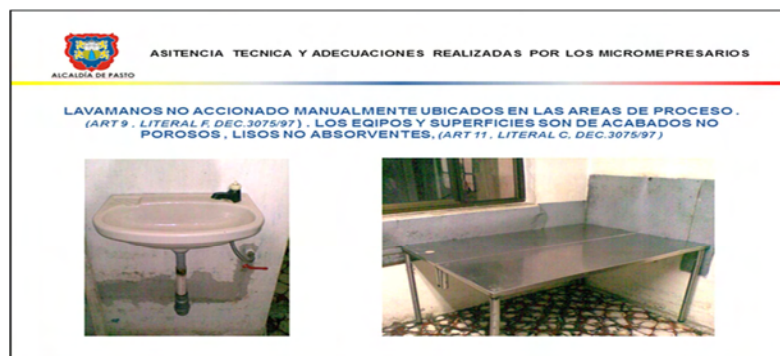 ASITENCIA TECNICA Y ADECUACIONES REALIZADAS POR LOS MICROMEPRESARIOS
ALCALDÍA DE PASTO
LAVAMANOS NO ACCIONADO MANUALMENTE UBICADOS EN LAS AREAS DE PROCESO .
(ART 9 . LITERAL F, DEC.3075/97 ) . LOS EQIPOS Y SUPERFICIES SON DE ACABADOS NO
POROSOS , LISOS NO ABSORVENTES, (ART 11 . LITERAL C, DEC.3075/97 )